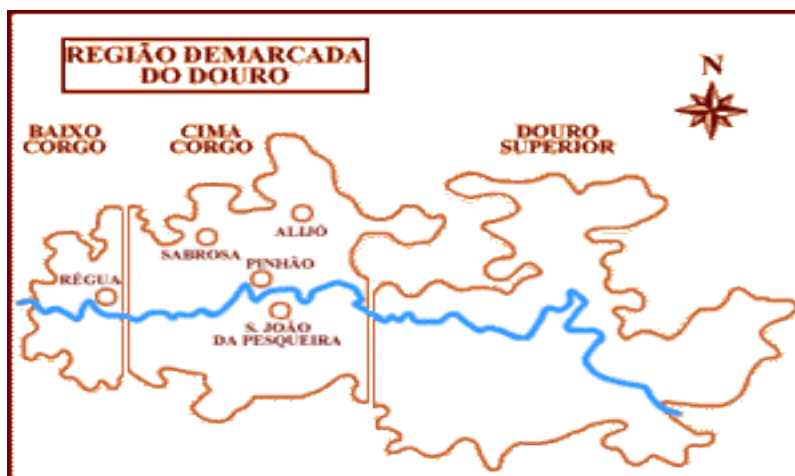 REGIÃO DEMARCADA
DO DOURO
N
BAIXO
CORGO
CIMA
CORGO
DOURO
SUPERIOR
ALIJÓ
SABROSA
PINHÃO
RÉGUA
S. JOÃO
DA PESQUEIRA